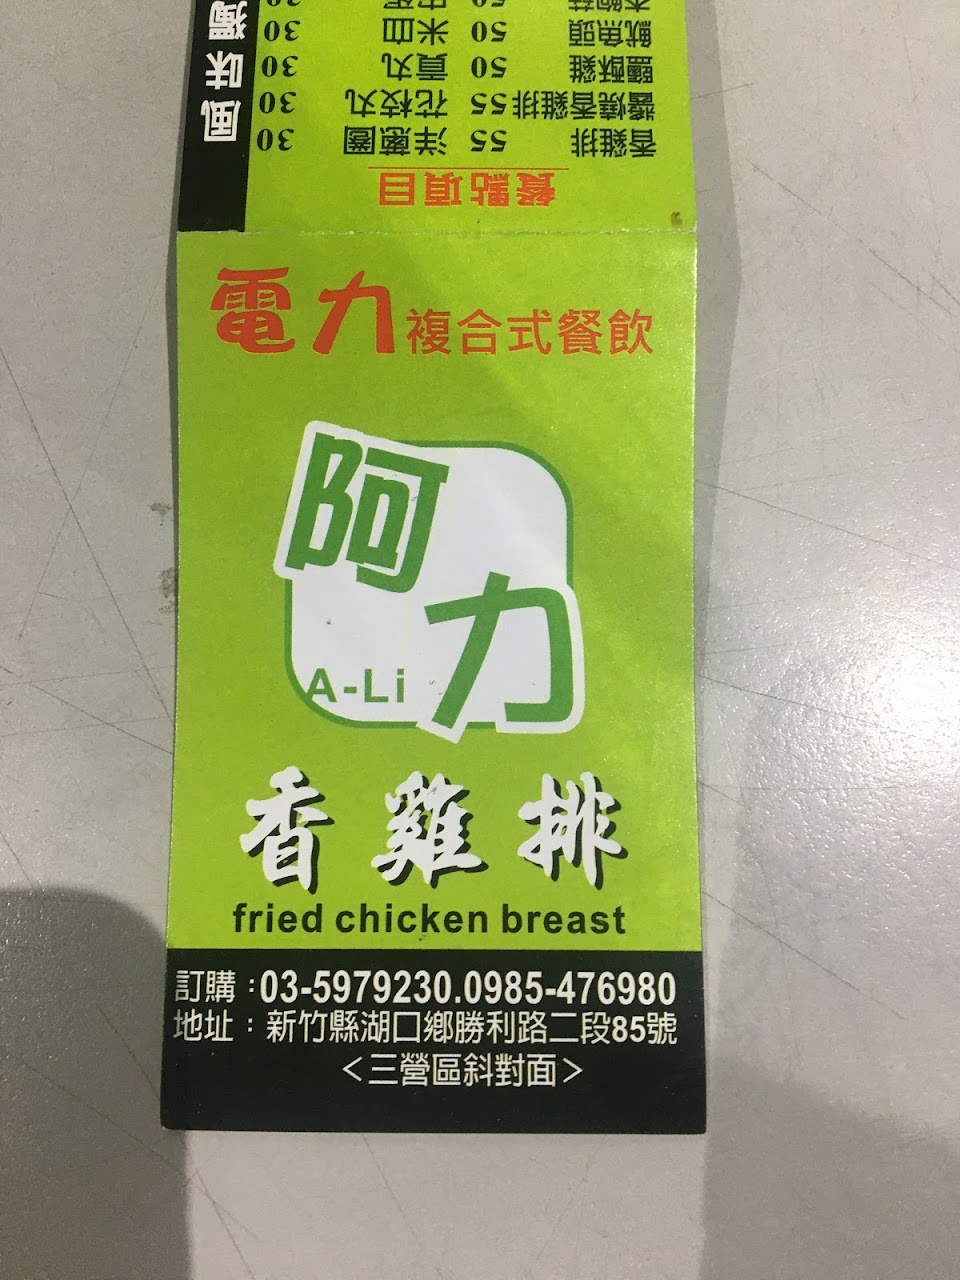 餐點項目
香雞排 55 洋蔥圈 30
醬燒香雞排 55 花枝丸 30
鹽酥雞 50 貢丸 30
魷魚頭 50 米血 30
風味獨
電力複合式餐飲
阿力
A-Li
香雞排
fried chicken breast
訂購：03-5979230.0985-476980
地址：新竹縣湖口鄉勝利路二段85號
＜三營區斜對面＞